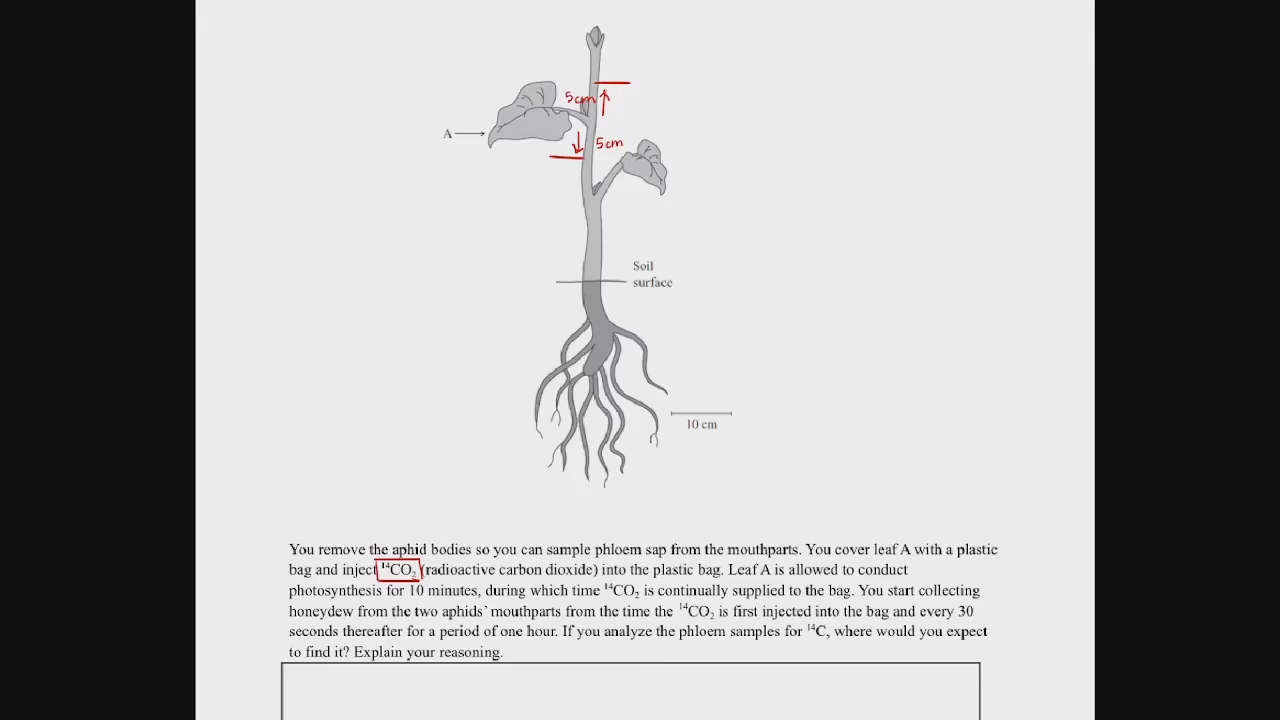 5cm
A
5cm
Soil
surface
10 cm
You remove the aphid bodies so you can sample phloem sap from the mouthparts. You cover leaf A with a plastic
bag and inject ¹⁴CO₂ (radioactive carbon dioxide) into the plastic bag. Leaf A is allowed to conduct
photosynthesis for 10 minutes, during which time ¹⁴CO₂ is continually supplied to the bag. You start collecting
honeydew from the two aphids' mouthparts from the time the ¹⁴CO₂ is first injected into the bag and every 30
seconds thereafter for a period of one hour. If you analyze the phloem samples for ¹⁴C, where would you expect
to find it? Explain your reasoning.